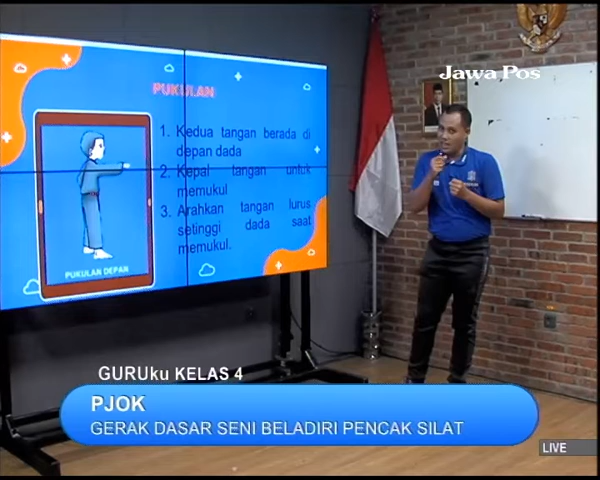 Jawa Pos
PUKULAN
1. Kedua tangan berada di
depan dada
2. Kepal tangan untuk
memukul
3. Arahkan tangan lurus
setinggi dada saat
memukul.
PUKULAN DEPAN
GURUku KELAS 4
PJOK
GERAK DASAR SENI BELADIRI PENCAK SILAT
LIVE